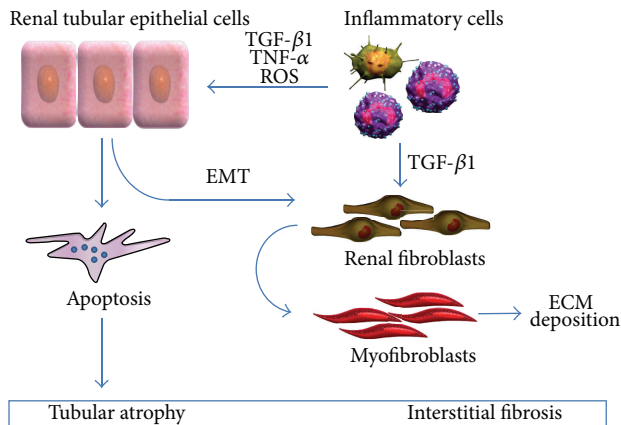 Renal tubular epithelial cells
Inflammatory cells
TGF-β1
TNF-α
ROS
TGF-β1
EMT
Renal fibroblasts
Apoptosis
ECM
deposition
Myofibroblasts
Tubular atrophy
Interstitial fibrosis